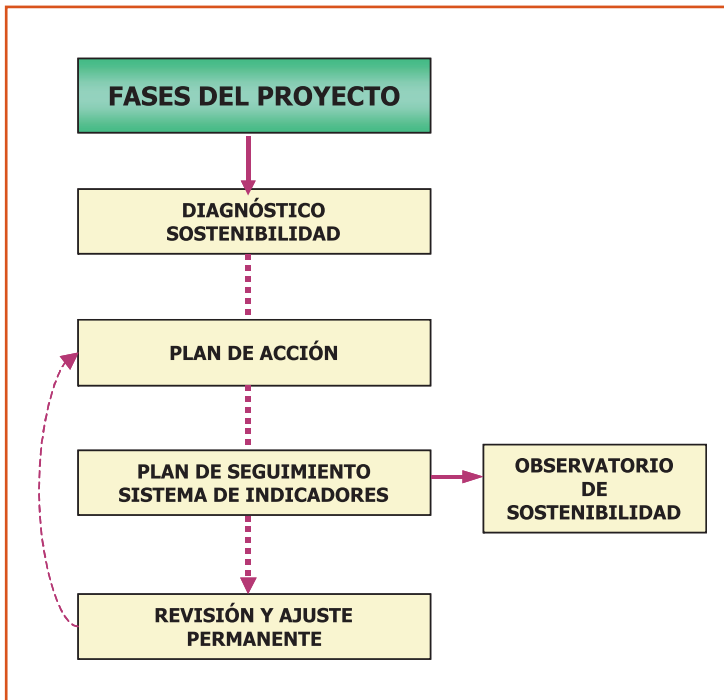 FASES DEL PROYECTO
DIAGNÓSTICO
SOSTENIBILIDAD
PLAN DE ACCIÓN
PLAN DE SEGUIMIENTO
SISTEMA DE INDICADORES
OBSERVATORIO
DE
SOSTENIBILIDAD
REVISIÓN Y AJUSTE
PERMANENTE